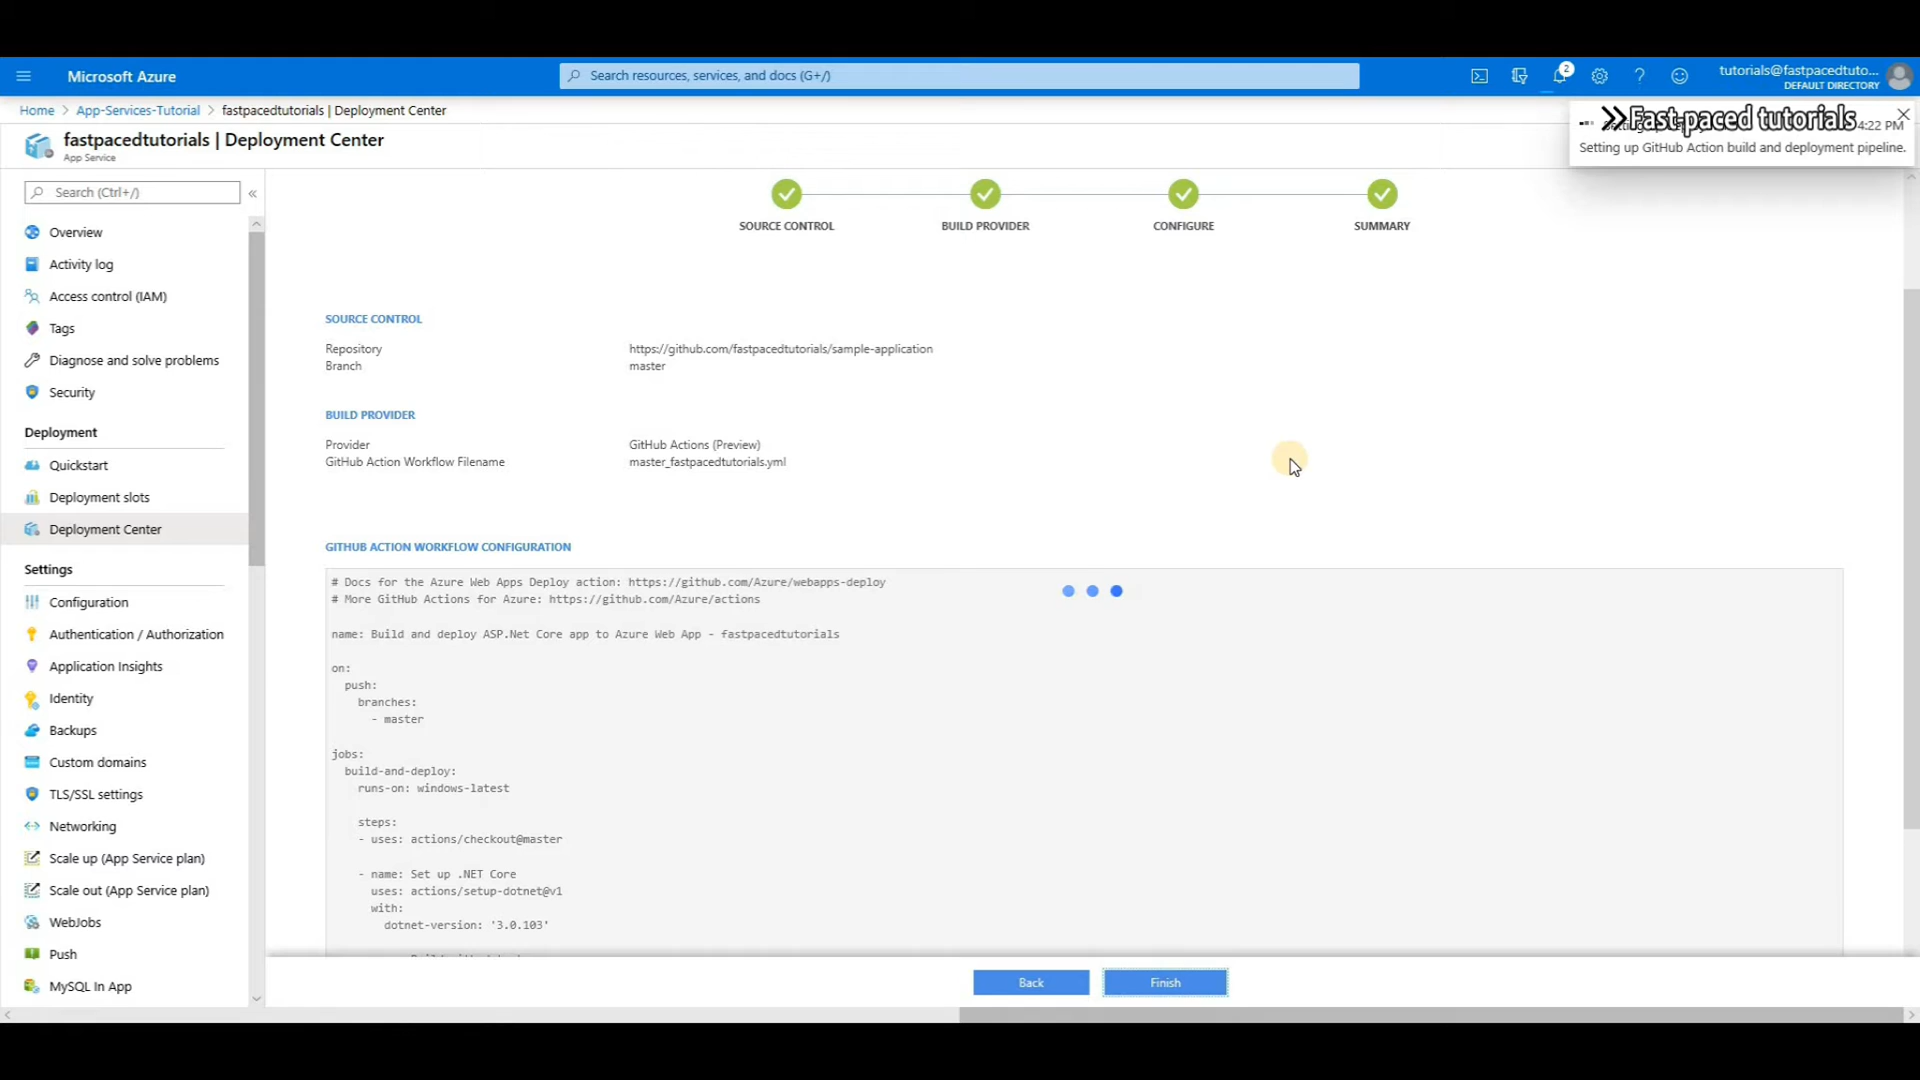 Microsoft Azure
Search resources, services, and docs (G+/)
2
tutorials@fastpacedtuto...
DEFAULT DIRECTORY
Home > App-Services-Tutorial > fastpacedtutorials | Deployment Center
Fast paced tutorials
4:22 PM
Setting up GitHub Action build and deployment pipeline.
fastpacedtutorials | Deployment Center
App Service
Search (Ctrl+/)
Overview
Activity log
Access control (IAM)
Tags
Diagnose and solve problems
Security
Deployment
Quickstart
Deployment slots
Deployment Center
Settings
Configuration
Authentication / Authorization
Application Insights
Identity
Backups
Custom domains
TLS/SSL settings
Networking
Scale up (App Service plan)
Scale out (App Service plan)
WebJobs
Push
MySQL In App
SOURCE CONTROL
BUILD PROVIDER
CONFIGURE
SUMMARY
SOURCE CONTROL
Repository https://github.com/fastpacedtutorials/sample-application
Branch master
BUILD PROVIDER
Provider GitHub Actions (Preview)
GitHub Action Workflow Filename master_fastpacedtutorials.yml
GITHUB ACTION WORKFLOW CONFIGURATION
# Docs for the Azure Web Apps Deploy action: https://github.com/Azure/webapps-deploy
# More GitHub Actions for Azure: https://github.com/Azure/actions
name: Build and deploy ASP.Net Core app to Azure Web App - fastpacedtutorials
on:
push:
branches:
- master
jobs:
build-and-deploy:
runs-on: windows-latest
steps:
- uses: actions/checkout@master
- name: Set up .NET Core
uses: actions/setup-dotnet@v1
with:
dotnet-version: '3.0.103'
Back
Finish